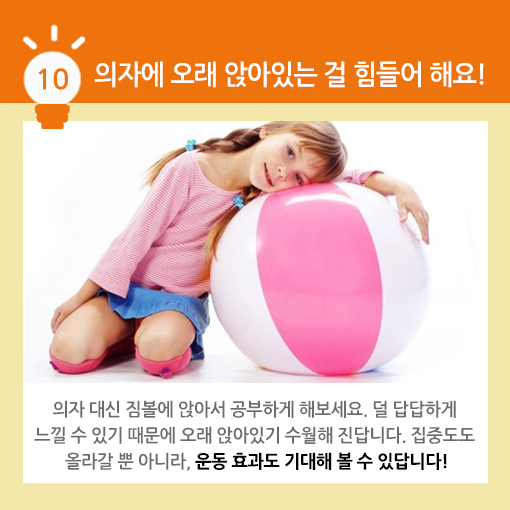 10 의자에 오래 앉아있는 걸 힘들어 해요!
의자 대신 짐볼에 앉아서 공부하게 해보세요. 덜 답답하게
느낄 수 있기 때문에 오래 앉아있기 수월해 진답니다. 집중도도
올라갈 뿐 아니라, 운동 효과도 기대해 볼 수 있답니다!